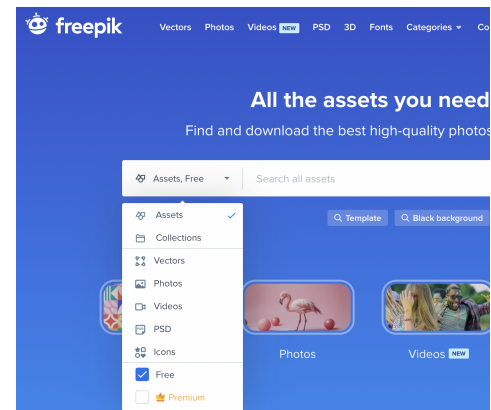 freepik Vectors Photos Videos NEW PSD 3D Fonts Categories Co
All the assets you need
Find and download the best high-quality photos
Assets, Free Search all assets
Assets
Collections
Vectors
Photos
Videos
PSD
Icons
Free
Premium
Template Black background
Photos Videos NEW